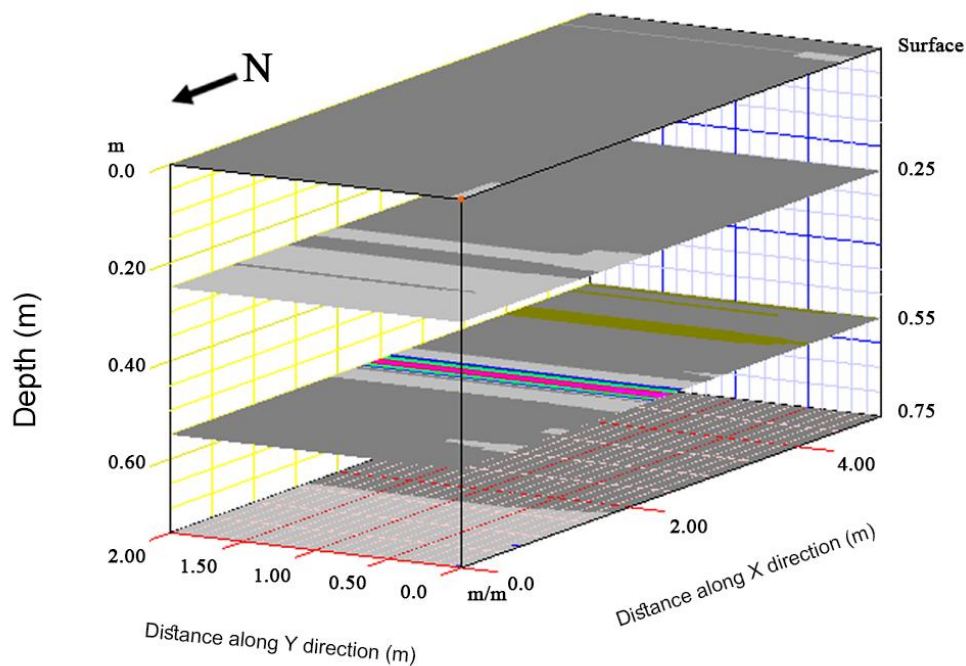 N
Surface
m
0.0
0.25
0.20
0.55
0.40
0.75
0.60
4.00
2.00
2.00
1.50
1.00
0.50
0.0
m/m
0.0
Depth (m)
Distance along X direction (m)
Distance along Y direction (m)